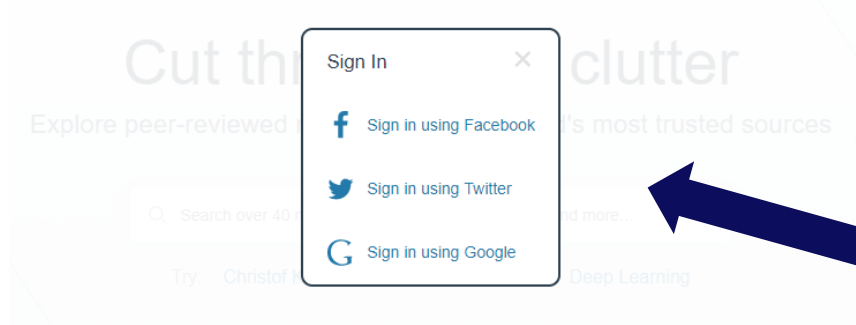 Cut thr clutter
Sign In
Explore peer-reviewed d's most trusted sources
Sign in using Facebook
Sign in using Twitter
Search over 40 nd more...
Sign in using Google
Try: Christof Deep Learning